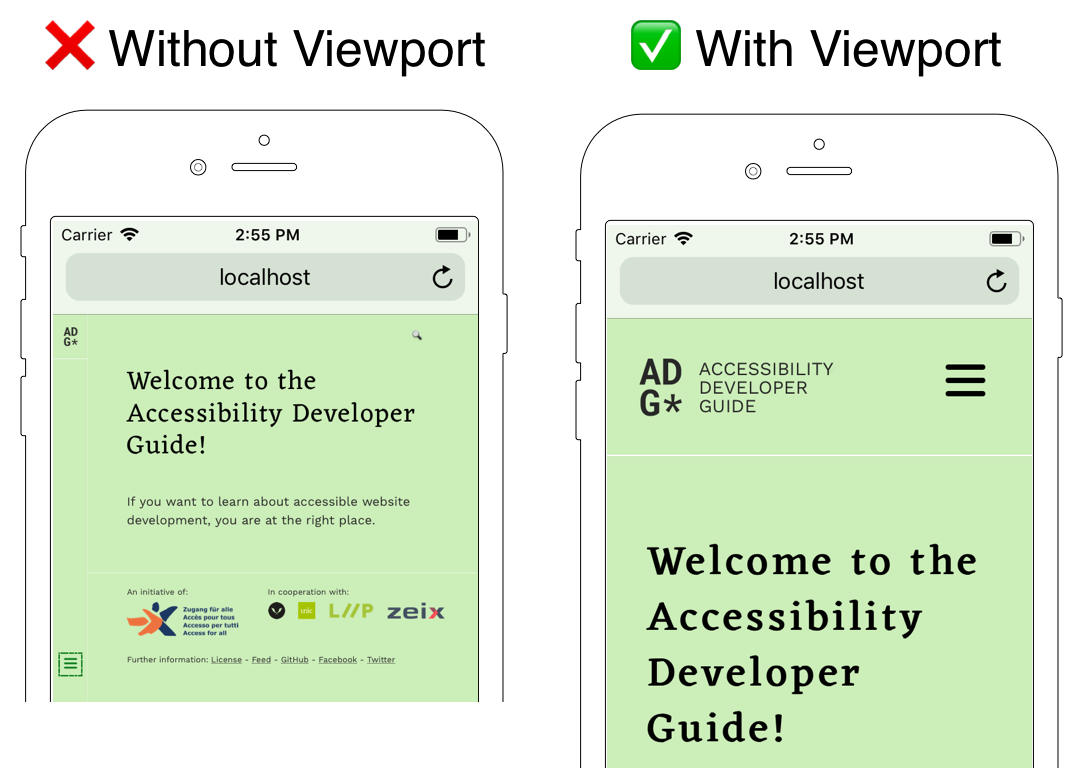 ❌ Without Viewport
Carrier 2:55 PM
localhost
AD
G*
Welcome to the
Accessibility Developer
Guide!
If you want to learn about accessible website
development, you are at the right place.
An initiative of:
Zugang für alle
Accès pour tous
Accesso per tutti
Access for all
In cooperation with:
unic LIIP zeix
Further information: License - Feed - GitHub - Facebook - Twitter
✅ With Viewport
Carrier 2:55 PM
localhost
AD
G*
ACCESSIBILITY
DEVELOPER
GUIDE
Welcome to the
Accessibility
Developer
Guide!